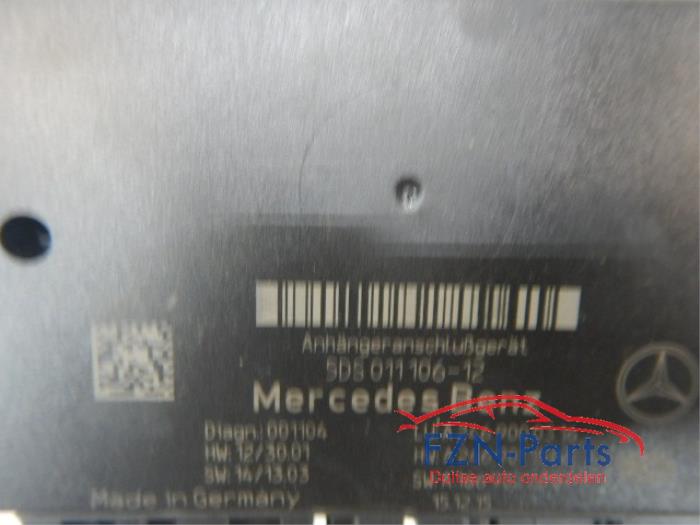 Anhängeranschlußgerät
5DS 011 106-12
Mercedes Benz
Diagn.: 001104
HW: 12/30.01
SW: 14/13.03
Made in Germany
15.12.15
FZN-Parts
Duitse auto onderdelen